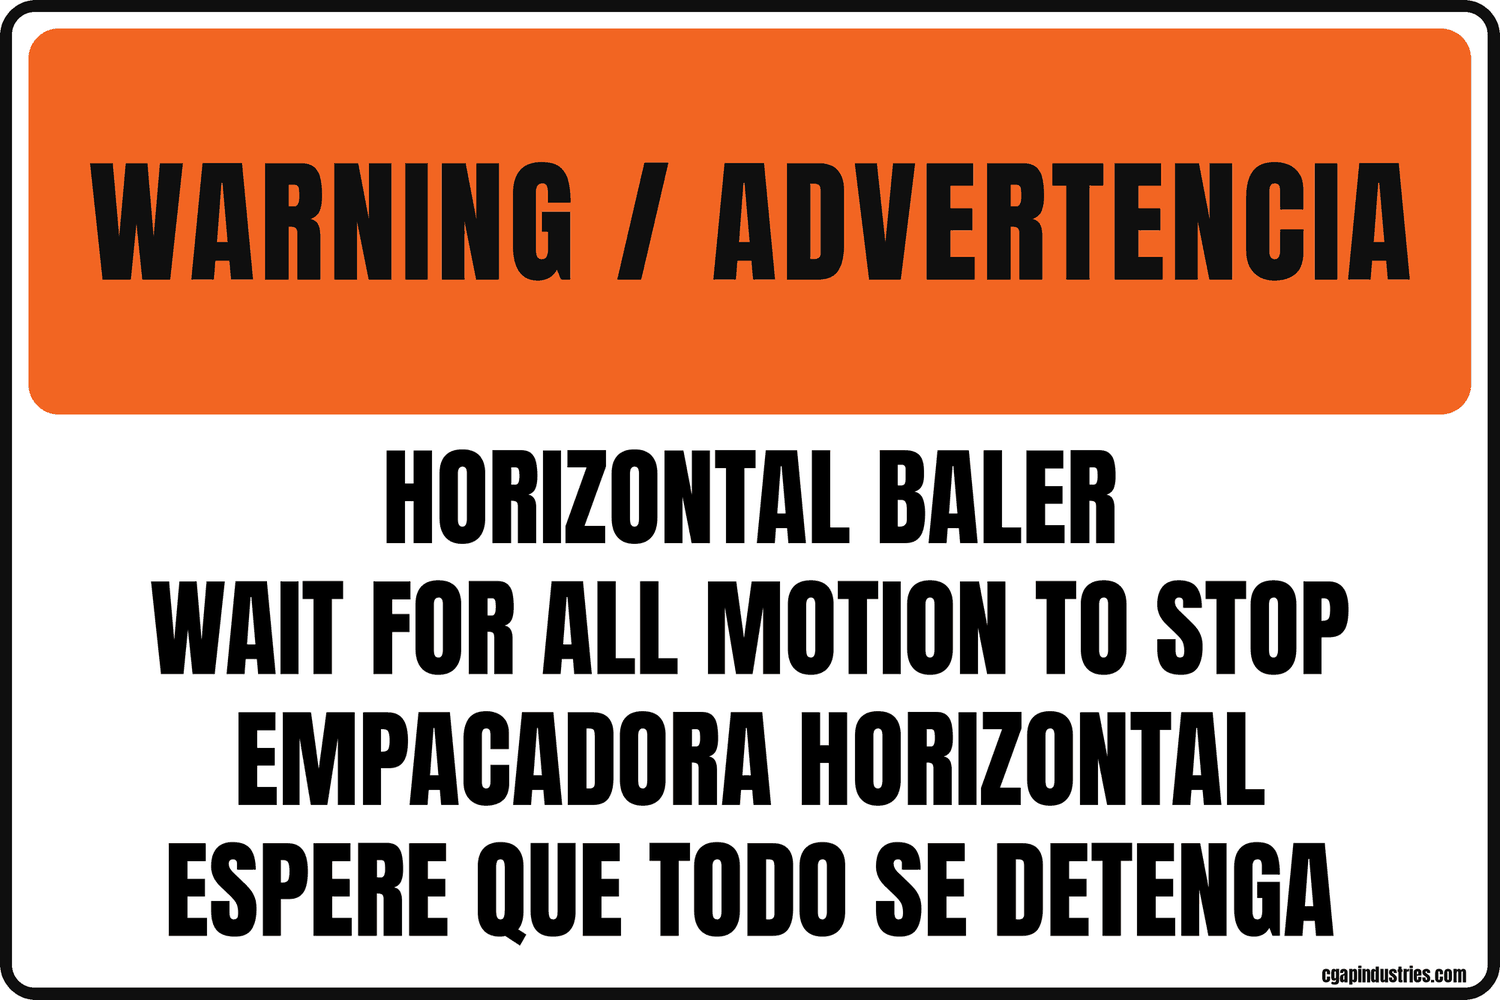 WARNING / ADVERTENCIA
HORIZONTAL BALER
WAIT FOR ALL MOTION TO STOP
EMPACADORA HORIZONTAL
ESPERE QUE TODO SE DETENGA
cgapindustries.com